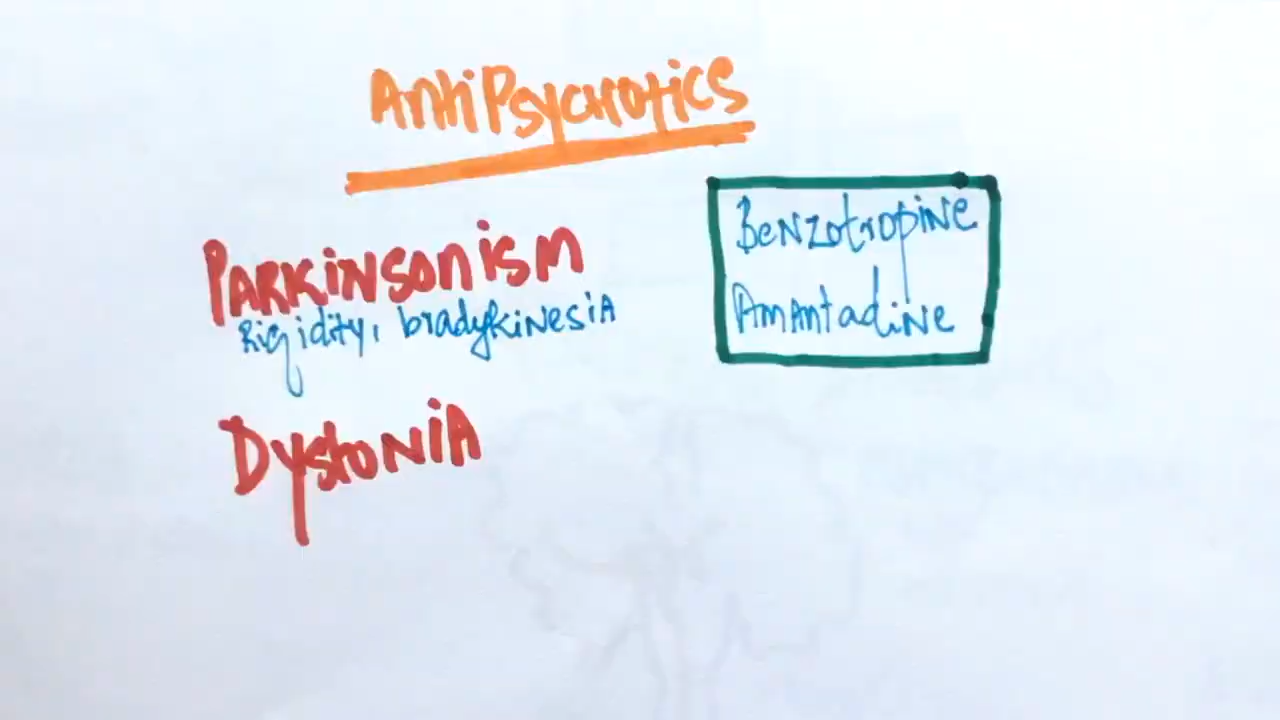 AntiPsychotics
PARKiNSONiSM
Rigidity, bradykiNesiA
DystoNiA
BeNzotropiNe
AmANtadiNe